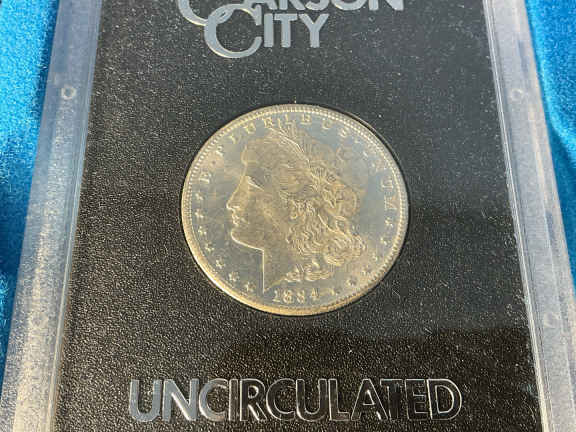 CARSON
CITY
E·PLURIBUS·UNUM
1884
UNCIRCULATED